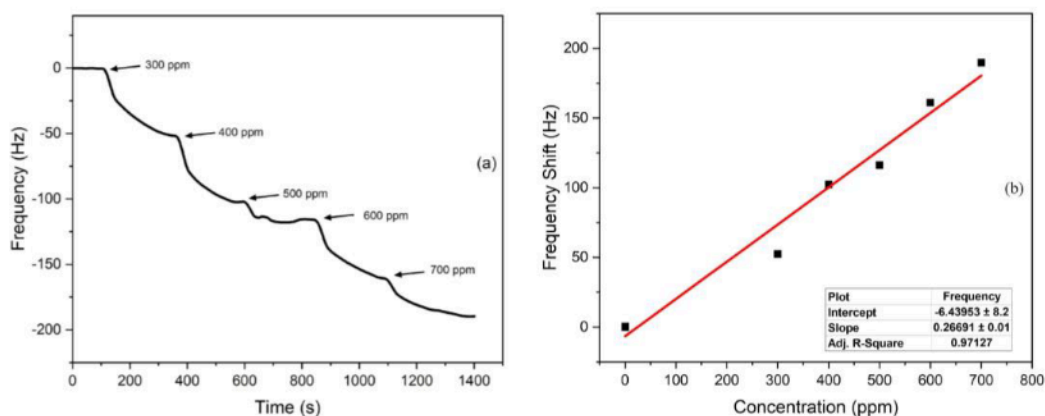 0
-50
-100
-150
-200
Frequency (Hz)
300 ppm
400 ppm
500 ppm
600 ppm
700 ppm
(a)
0 200 400 600 800 1000 1200 1400
Time (s)
200
150
100
50
0
Frequency Shift (Hz)
(b)
Plot Frequency
Intercept -6.43953 ± 8.2
Slope 0.26691 ± 0.01
Adj. R-Square 0.97127
0 100 200 300 400 500 600 700 800
Concentration (ppm)